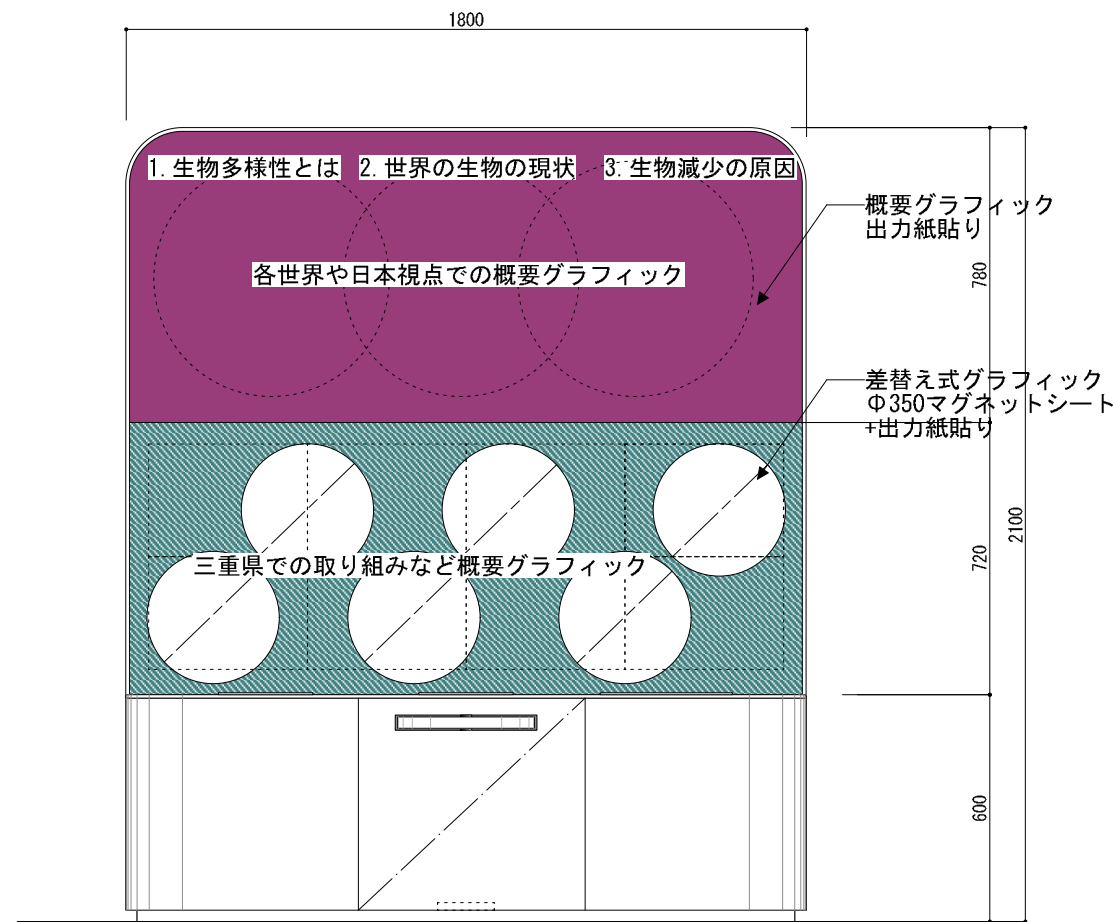 1800
1. 生物多様性とは
2. 世界の生物の現状
3. 生物減少の原因
概要グラフィック
出力紙貼り
各世界や日本視点での概要グラフィック
780
差替え式グラフィック
Φ350マグネットシート
+出力紙貼り
2100
三重県での取り組みなど概要グラフィック
720
600